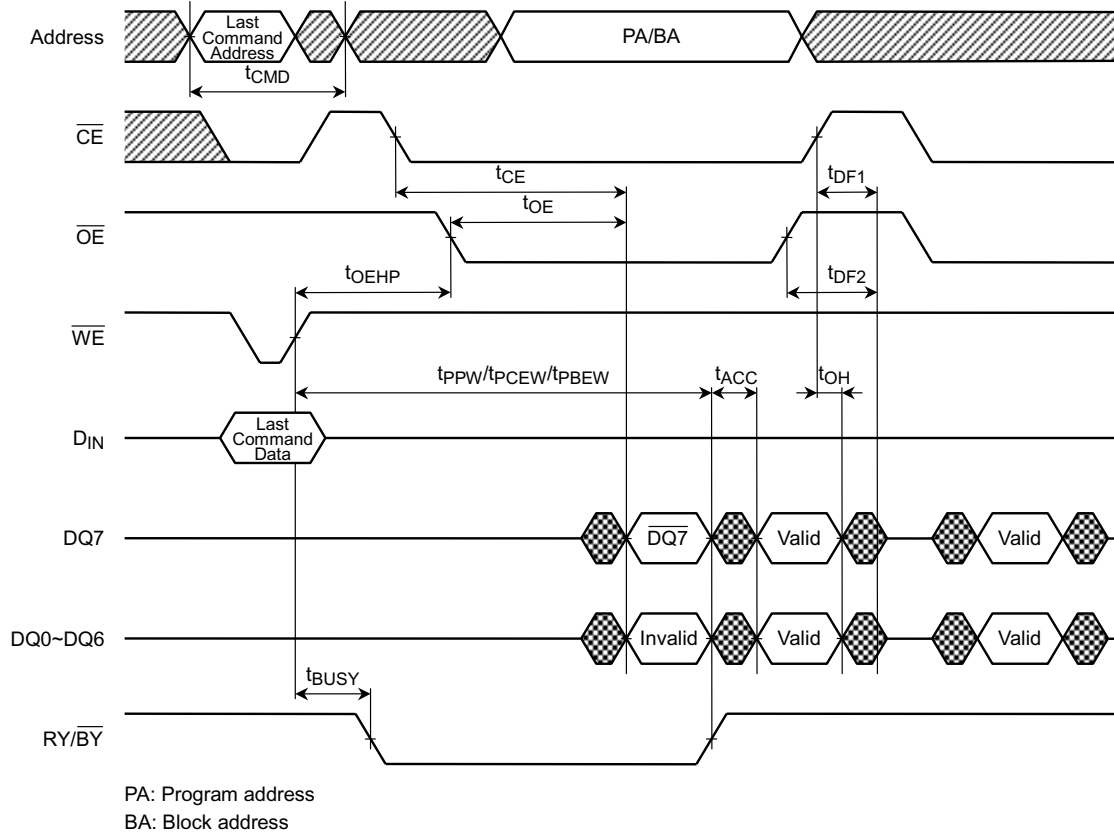 Address
Last
Command
Address
PA/BA
tCMD
CE
tCE
tDF1
tOE
OE
tOEHP
tDF2
WE
tPPW/tPCEW/tPBEW
tACC
tOH
DIN
Last
Command
Data
DQ7
DQ7
Valid
Valid
DQ0~DQ6
Invalid
Valid
Valid
tBUSY
RY/BY
PA: Program address
BA: Block address